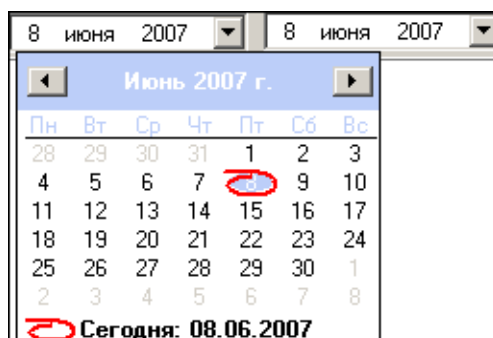 8 июня 2007 8 июня 2007
Июнь 2007 г.
Пн Вт Ср Чт Пт Сб Вс
28 29 30 31 1 2 3
4 5 6 7 8 9 10
11 12 13 14 15 16 17
18 19 20 21 22 23 24
25 26 27 28 29 30 1
2 3 4 5 6 7 8
Сегодня: 08.06.2007